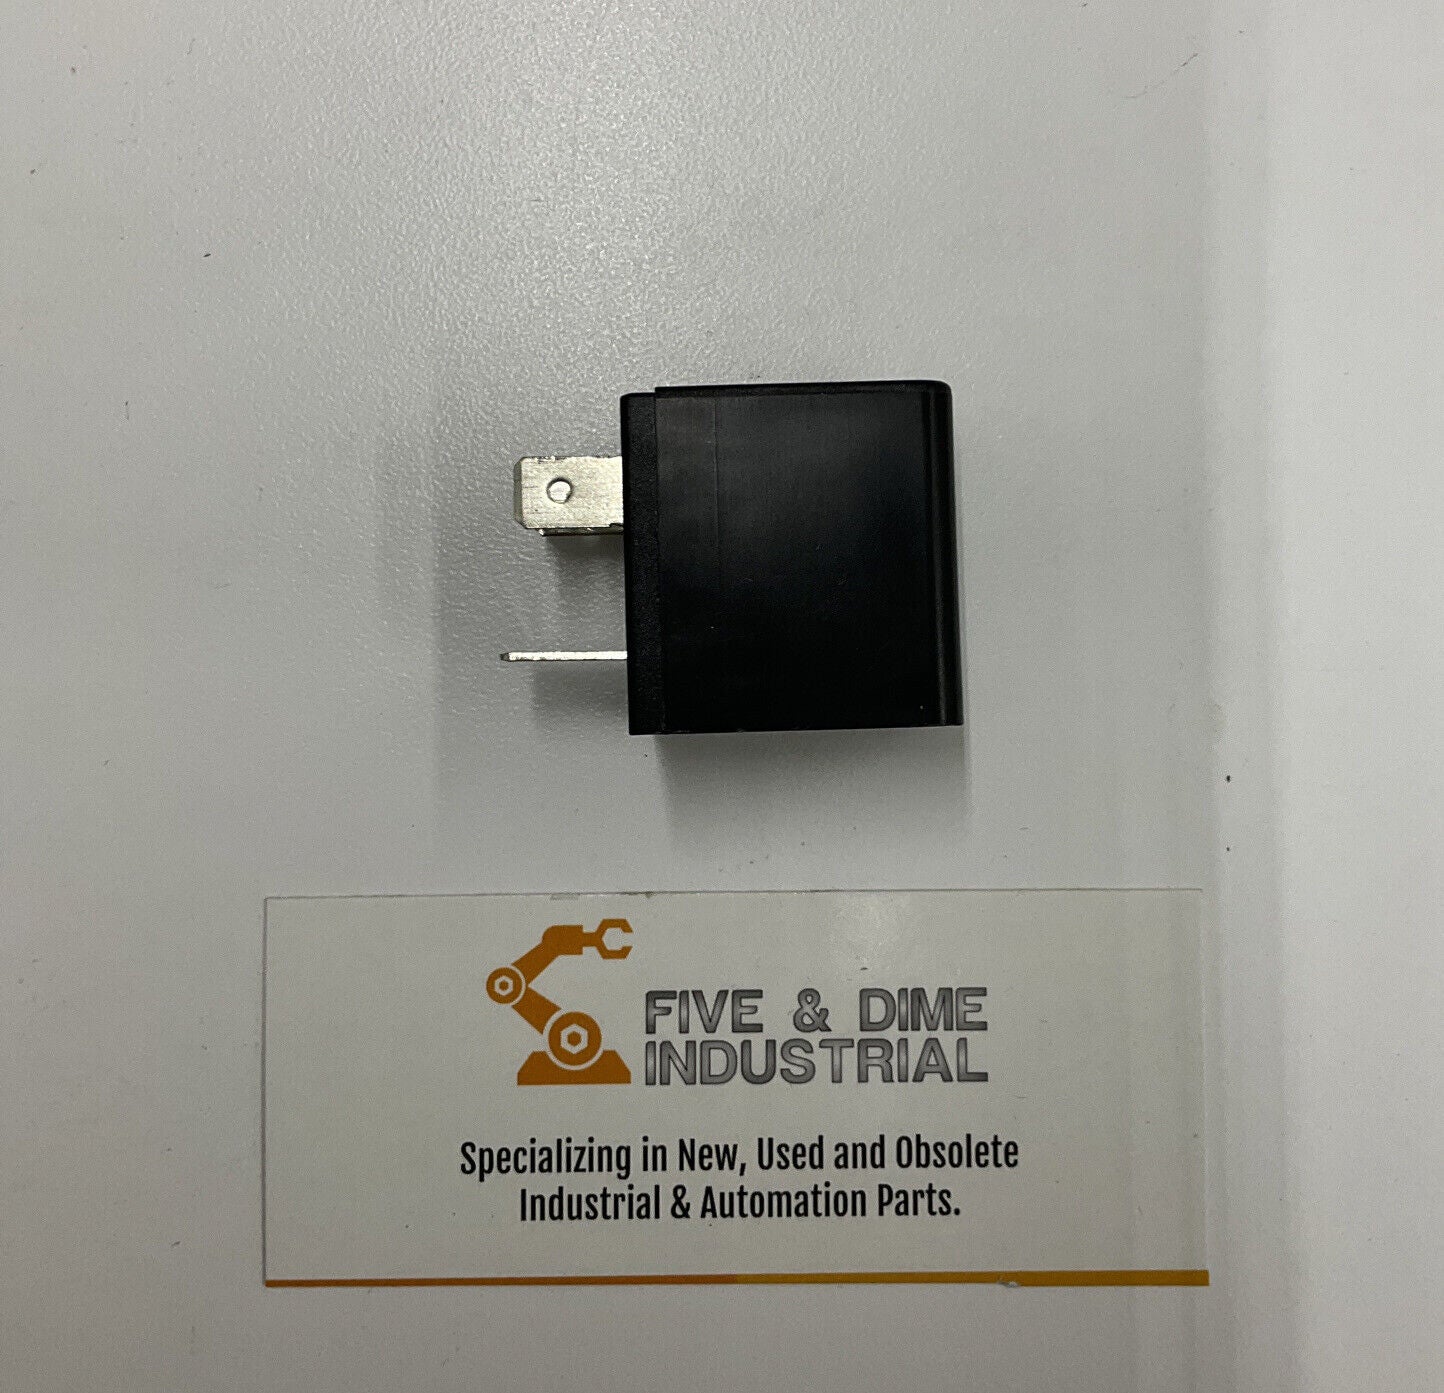 FIVE & DIME
INDUSTRIAL
Specializing in New, Used and Obsolete
Industrial & Automation Parts.